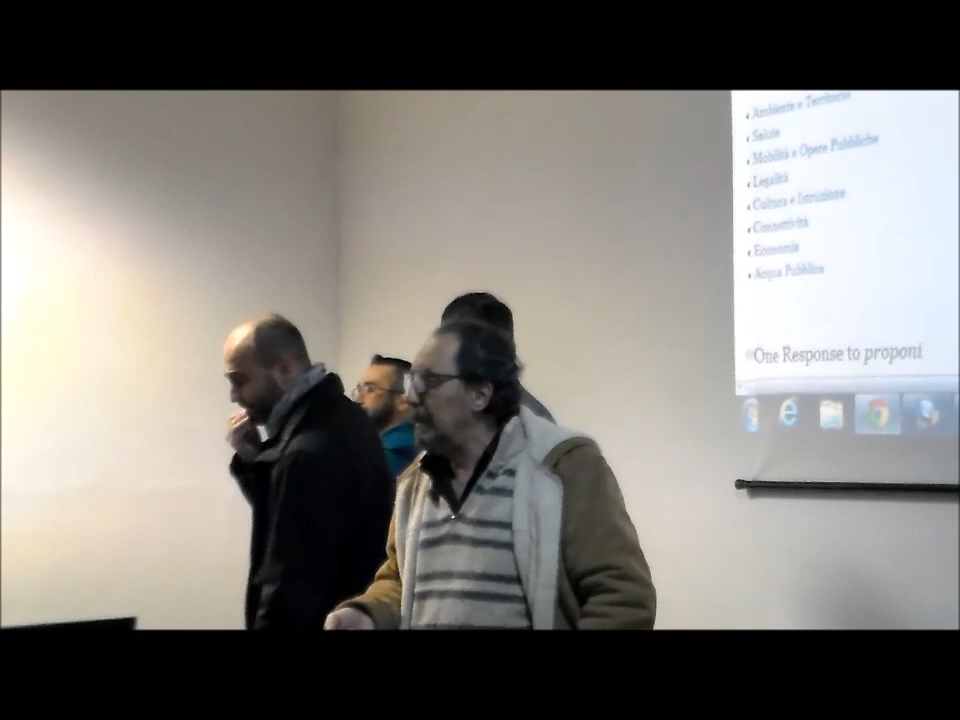 Ambiente e Territorio
Salute
Mobilità e Opere Pubbliche
Legalità
Cultura e Istruzione
Connettività
Economia
Acqua Pubblica
One Response to proponi